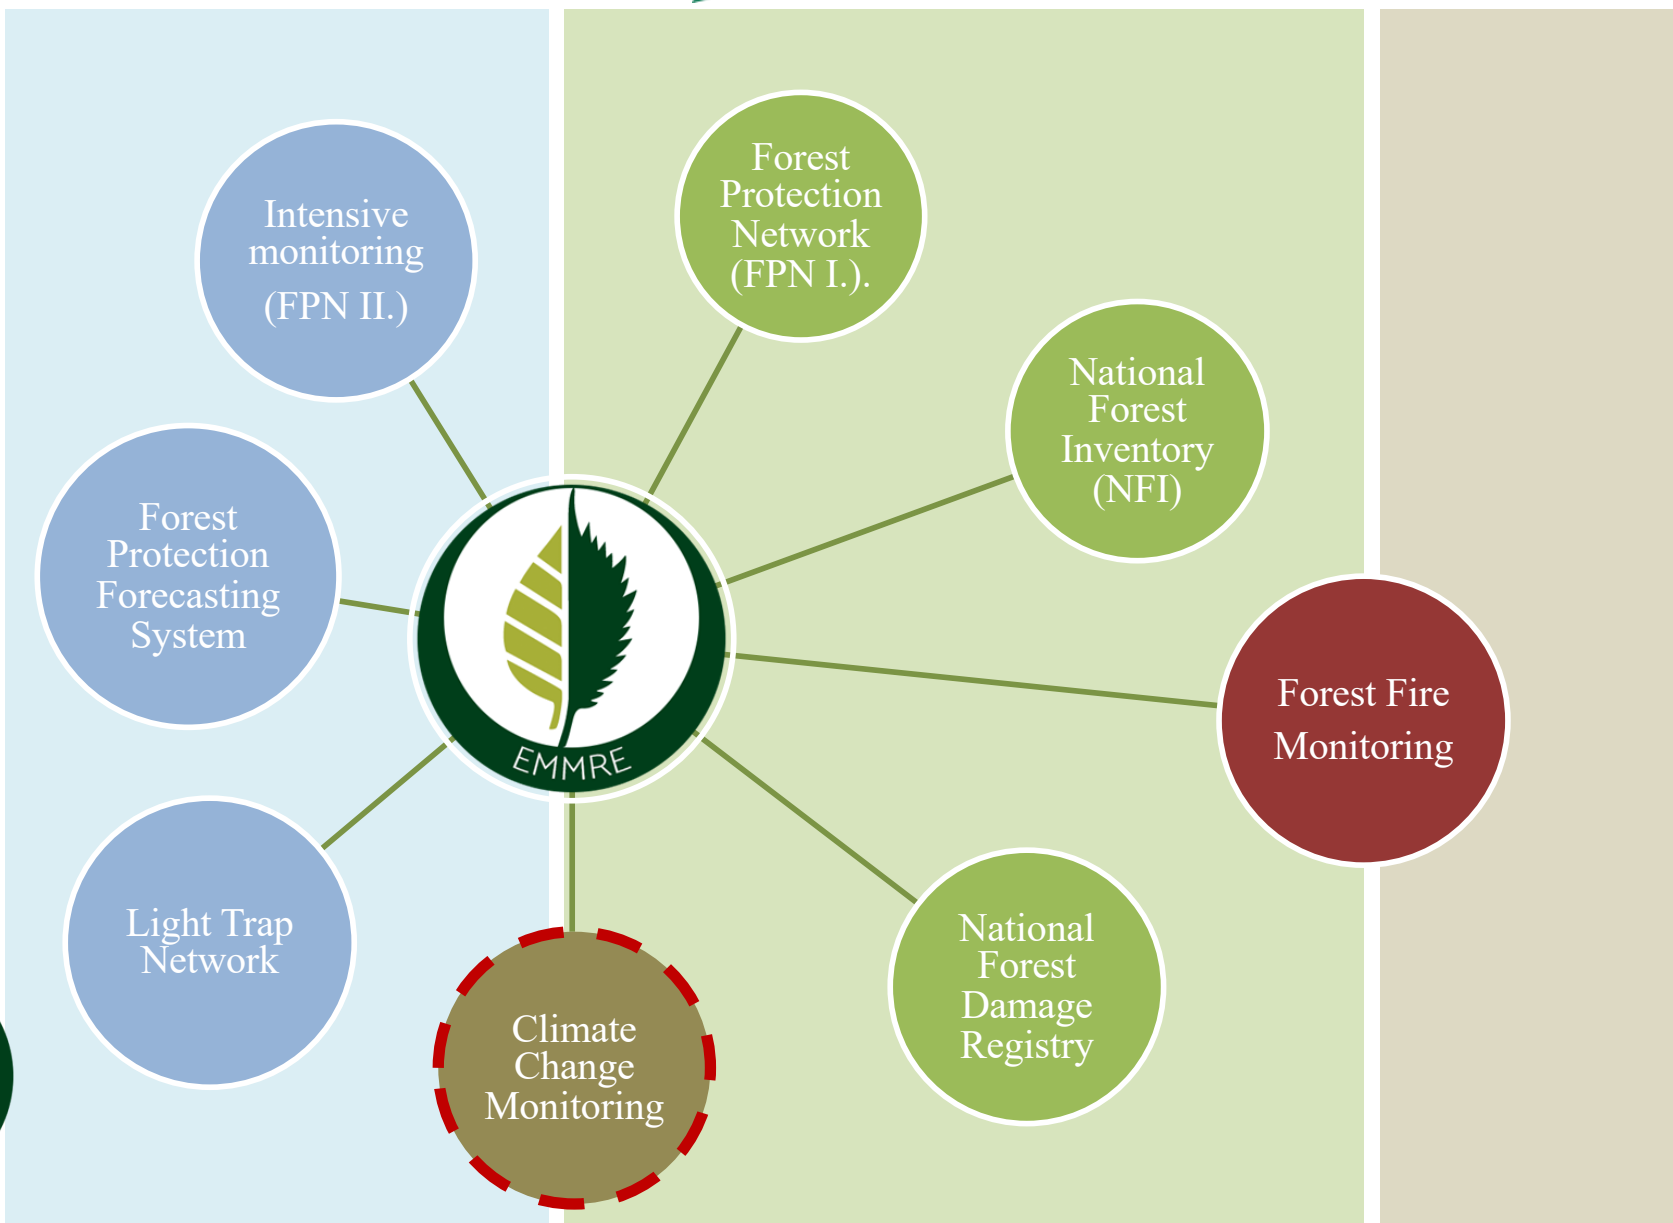 Forest
Protection
Network
(FPN I.).
Intensive
monitoring
(FPN II.)
National
Forest
Inventory
(NFI)
Forest
Protection
Forecasting
System
Forest Fire
Monitoring
EMMRE
Light Trap
Network
National
Forest
Damage
Registry
Climate
Change
Monitoring